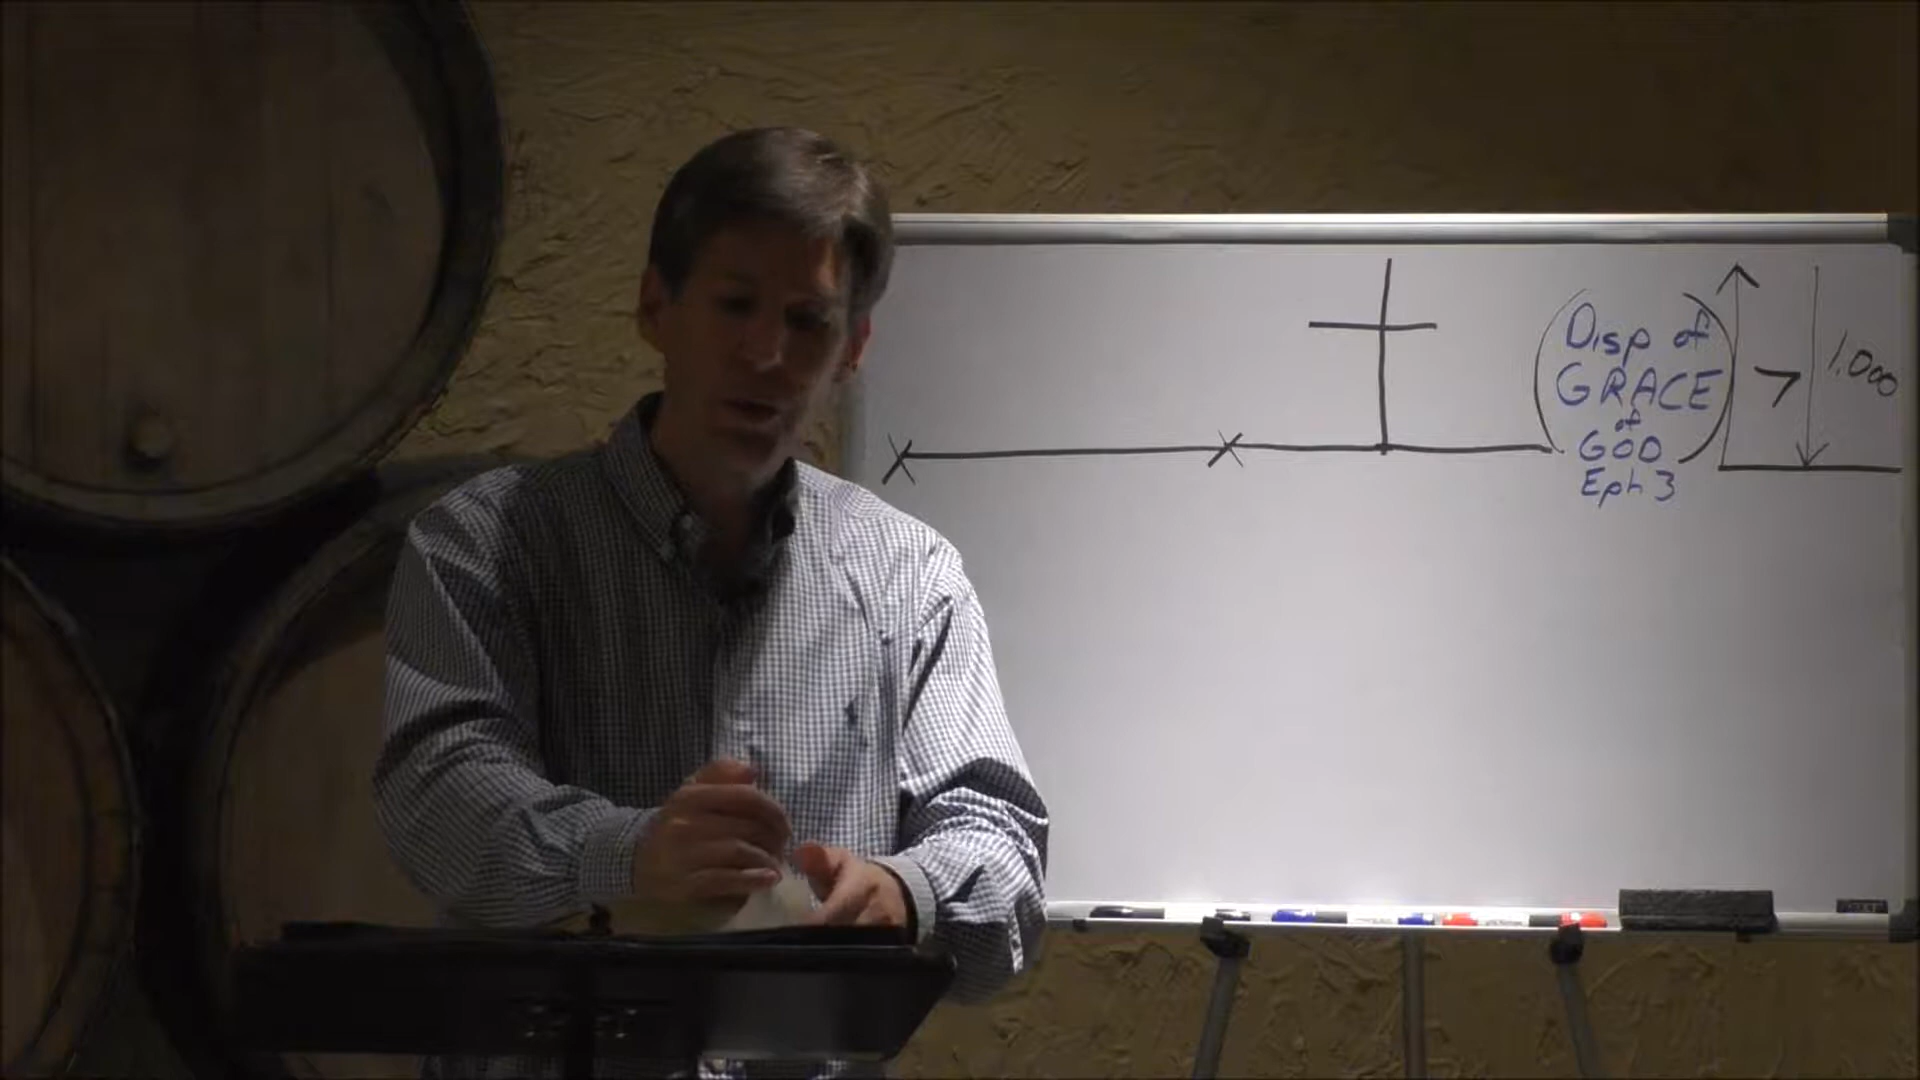 Disp of
GRACE
of
GOD
Eph 3
7
1,000